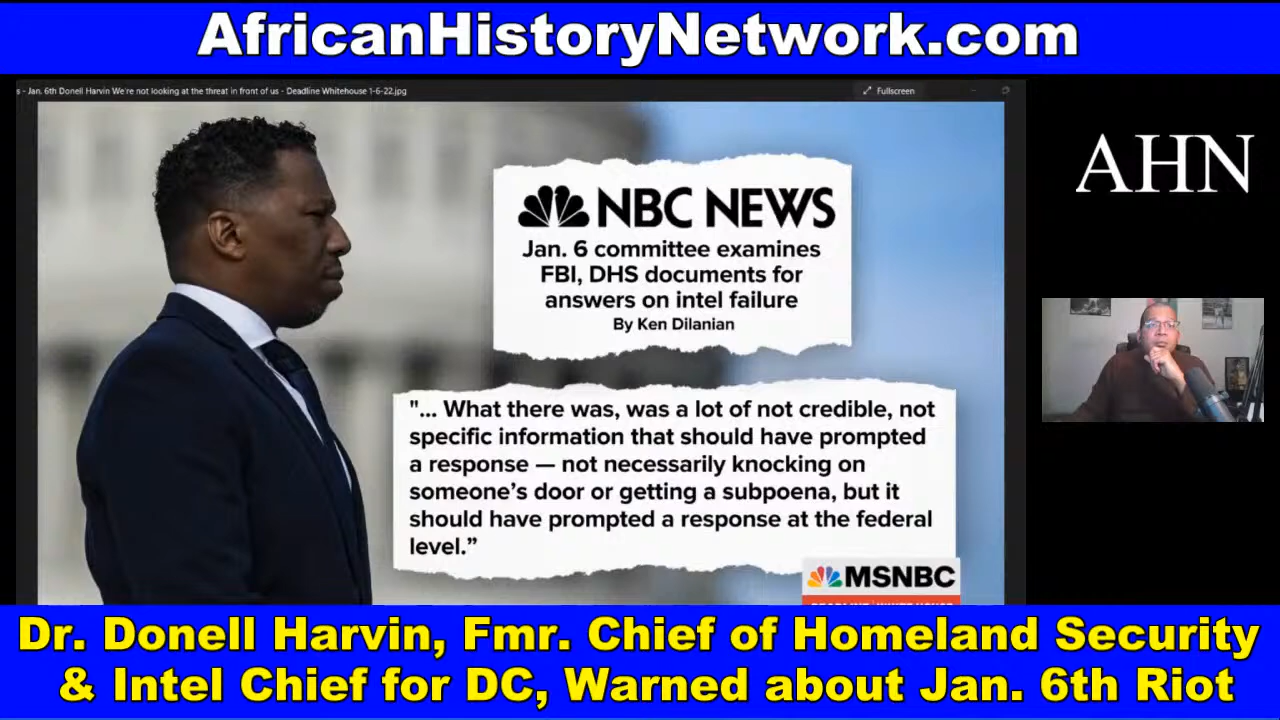 AfricanHistoryNetwork.com
s - Jan. 6th Donell Harvin We're not looking at the threat in front of us - Deadline Whitehouse 1-6-22.jpg
Fullscreen
AHN
NBC NEWS
Jan. 6 committee examines
FBI, DHS documents for
answers on intel failure
By Ken Dilanian
"... What there was, was a lot of not credible, not
specific information that should have prompted
a response — not necessarily knocking on
someone's door or getting a subpoena, but it
should have prompted a response at the federal
level.”
MSNBC
Dr. Donell Harvin, Fmr. Chief of Homeland Security
& Intel Chief for DC, Warned about Jan. 6th Riot